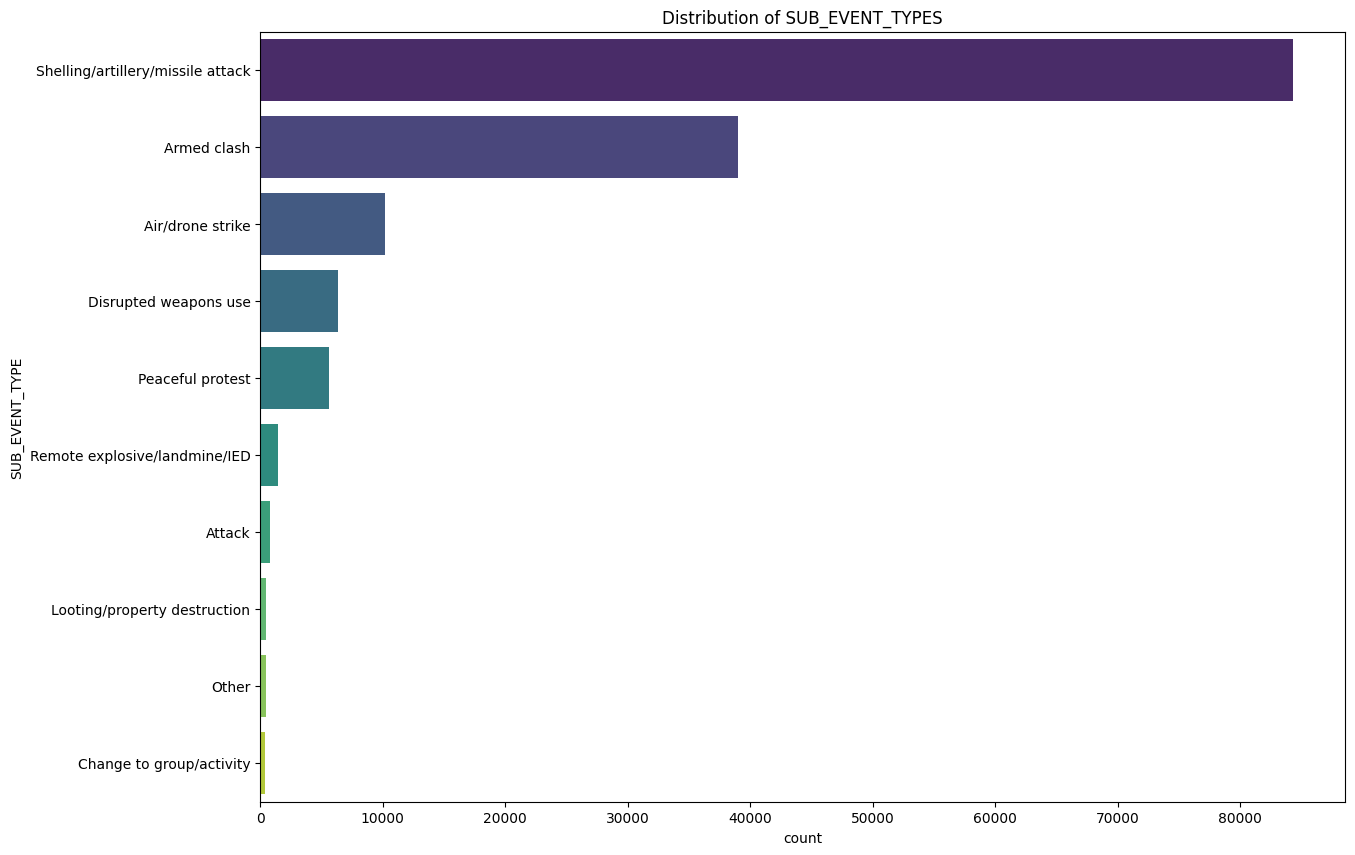 Distribution of SUB_EVENT_TYPES
SUB_EVENT_TYPE
Shelling/artillery/missile attack
Armed clash
Air/drone strike
Disrupted weapons use
Peaceful protest
Remote explosive/landmine/IED
Attack
Looting/property destruction
Other
Change to group/activity
0 10000 20000 30000 40000 50000 60000 70000 80000
count